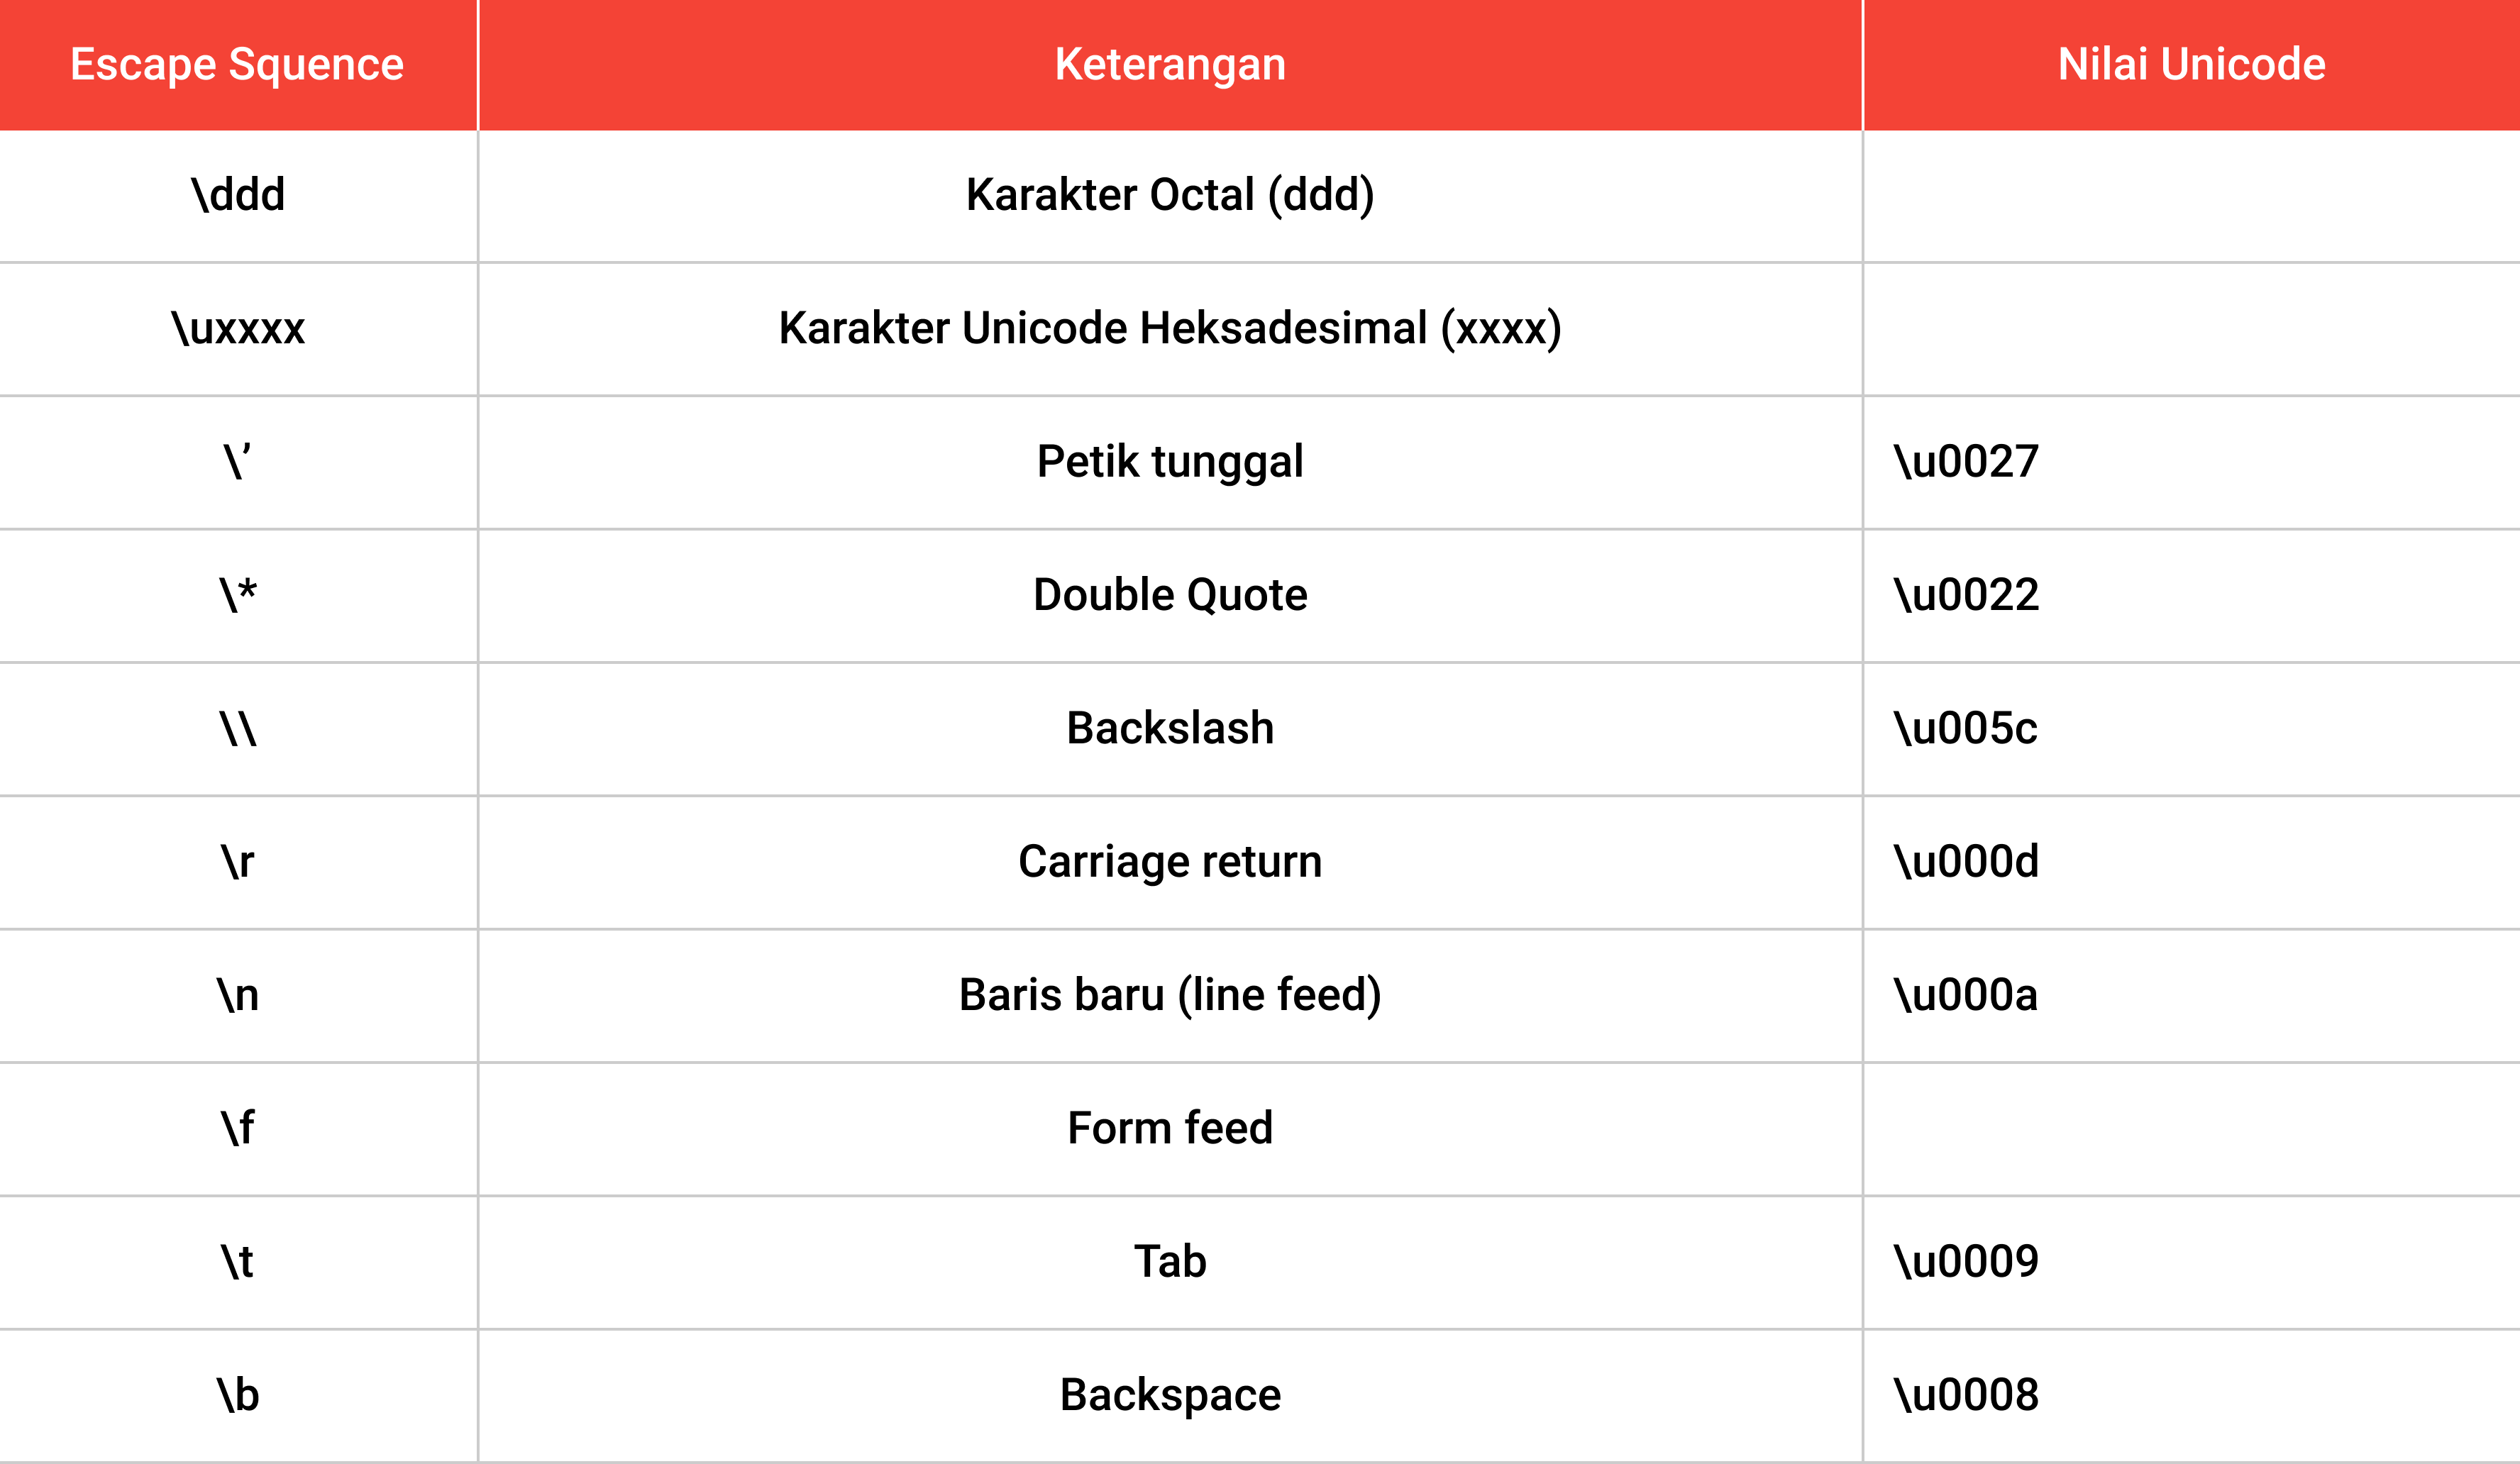 Escape Squence Keterangan Nilai Unicode
\ddd Karakter Octal (ddd)
\uxxxx Karakter Unicode Heksadesimal (xxxx)
\’ Petik tunggal \u0027
\* Double Quote \u0022
\\ Backslash \u005c
\r Carriage return \u000d
\n Baris baru (line feed) \u000a
\f Form feed
\t Tab \u0009
\b Backspace \u0008